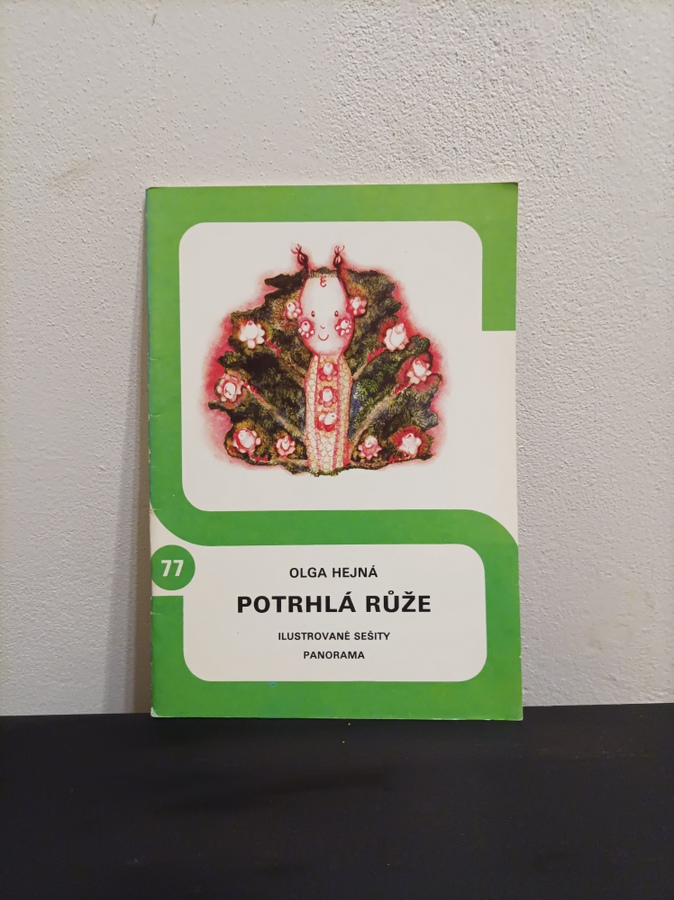 77
OLGA HEJNÁ
POTRHLÁ RŮŽE
ILUSTROVANÉ SEŠITY
PANORAMA